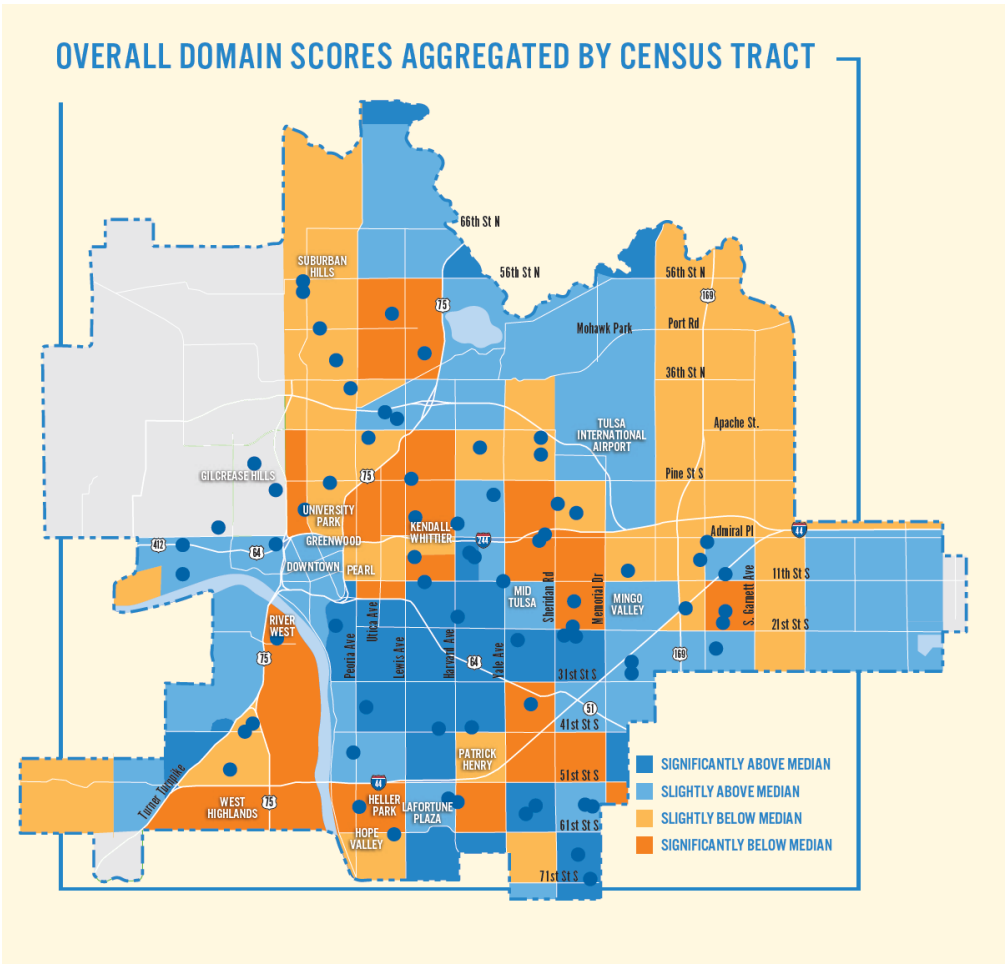 OVERALL DOMAIN SCORES AGGREGATED BY CENSUS TRACT
66th St N
SUBURBAN
HILLS
56th St N
56th St N
169
75
Port Rd
Mohawk Park
36th St N
Apache St.
TULSA
INTERNATIONAL
AIRPORT
Pine St S
GILCREASE HILLS
75
UNIVERSITY
PARK
KENDALL-
WHITTIER
Admiral Pl
44
GREENWOOD
244
412
64
DOWNTOWN
PEARL
11th St S
MID
TULSA
Sheridan Rd
Memorial Dr
MINGO
VALLEY
S. Garnett Ave
21st St S
RIVER
WEST
Peoria Ave
Utica Ave
Lewis Ave
Harvard Ave
Yale Ave
75
64
169
31st St S
51
41st St S
PATRICK
HENRY
SIGNIFICANTLY ABOVE MEDIAN
51st St S
Turner Turnpike
44
SLIGHTLY ABOVE MEDIAN
WEST
HIGHLANDS
75
HELLER
PARK
LAFORTUNE
PLAZA
61st St S
SLIGHTLY BELOW MEDIAN
HOPE
VALLEY
SIGNIFICANTLY BELOW MEDIAN
71st St S